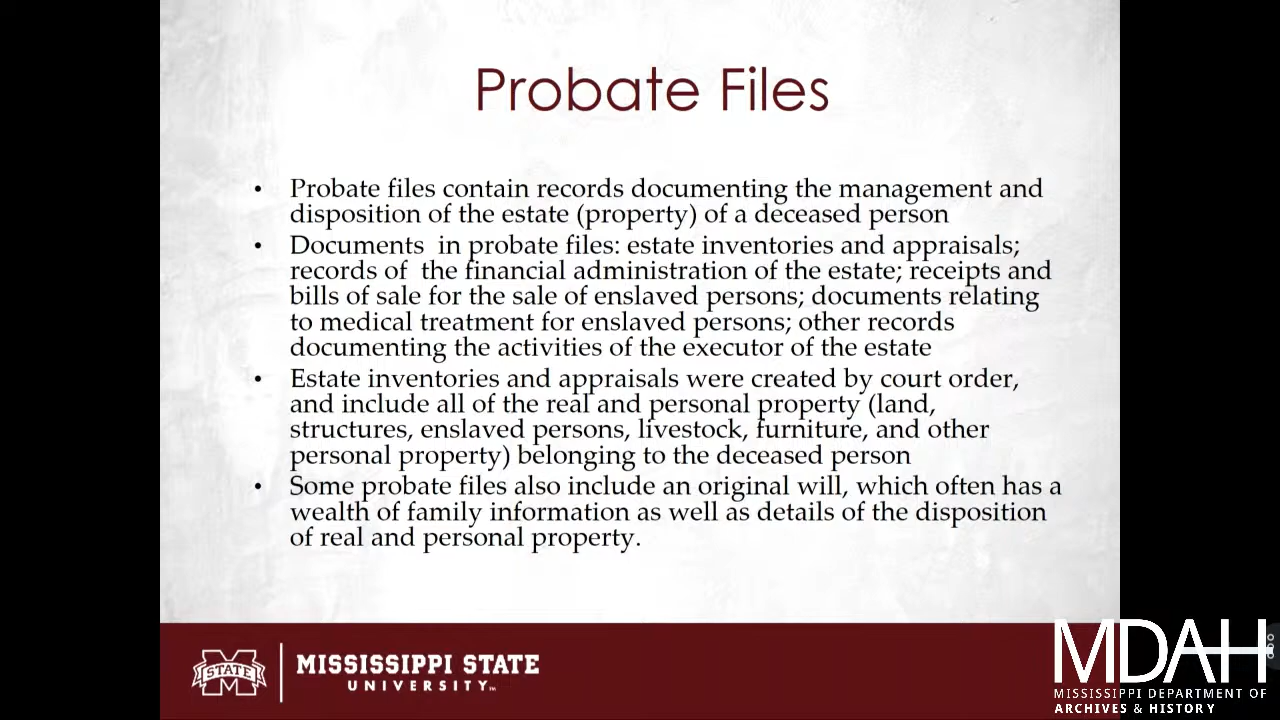 Probate Files
• Probate files contain records documenting the management and
disposition of the estate (property) of a deceased person
• Documents  in probate files: estate inventories and appraisals;
records of  the financial administration of the estate; receipts and
bills of sale for the sale of enslaved persons; documents relating
to medical treatment for enslaved persons; other records
documenting the activities of the executor of the estate
• Estate inventories and appraisals were created by court order,
and include all of the real and personal property (land,
structures, enslaved persons, livestock, furniture, and other
personal property) belonging to the deceased person
• Some probate files also include an original will, which often has a
wealth of family information as well as details of the disposition
of real and personal property.
STATE
MISSISSIPPI STATE
UNIVERSITY™
MDAH
MISSISSIPPI DEPARTMENT OF
ARCHIVES & HISTORY